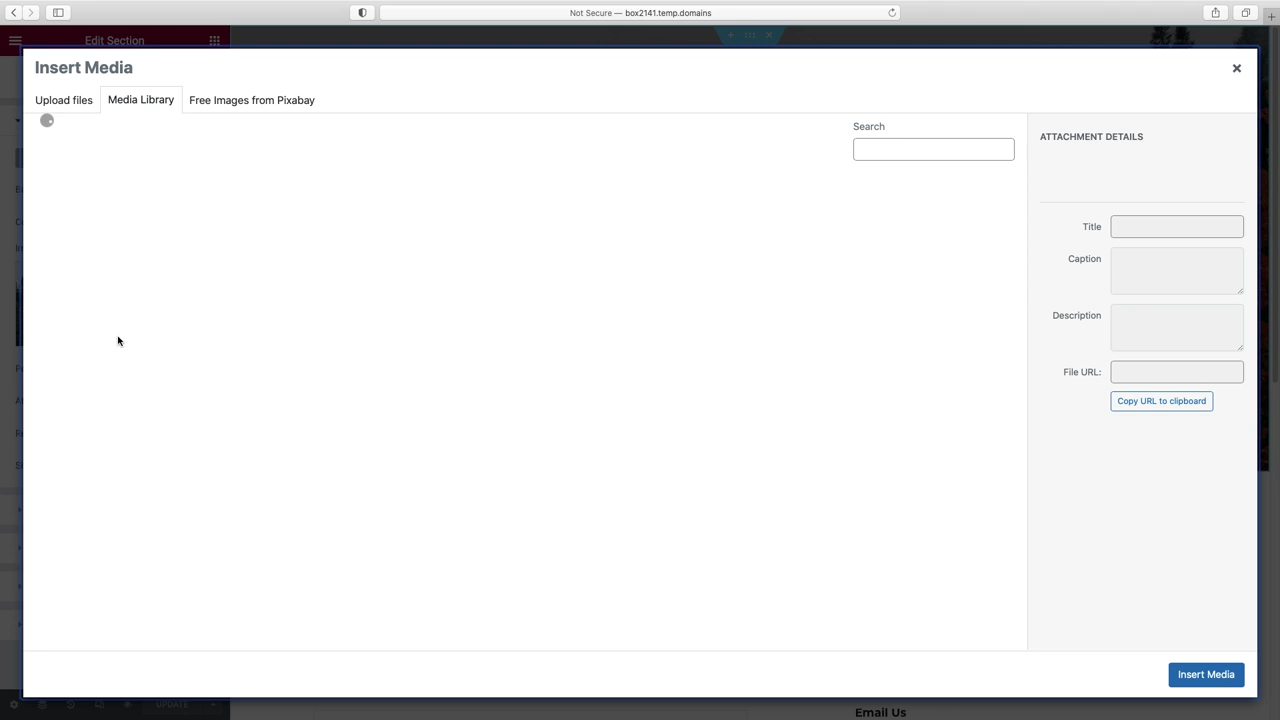 Not Secure — box2141.temp.domains
Edit Section
Insert Media
Upload files
Media Library
Free Images from Pixabay
Search
ATTACHMENT DETAILS
Title
Caption
Description
File URL:
Copy URL to clipboard
Insert Media
UPDATE
Email Us